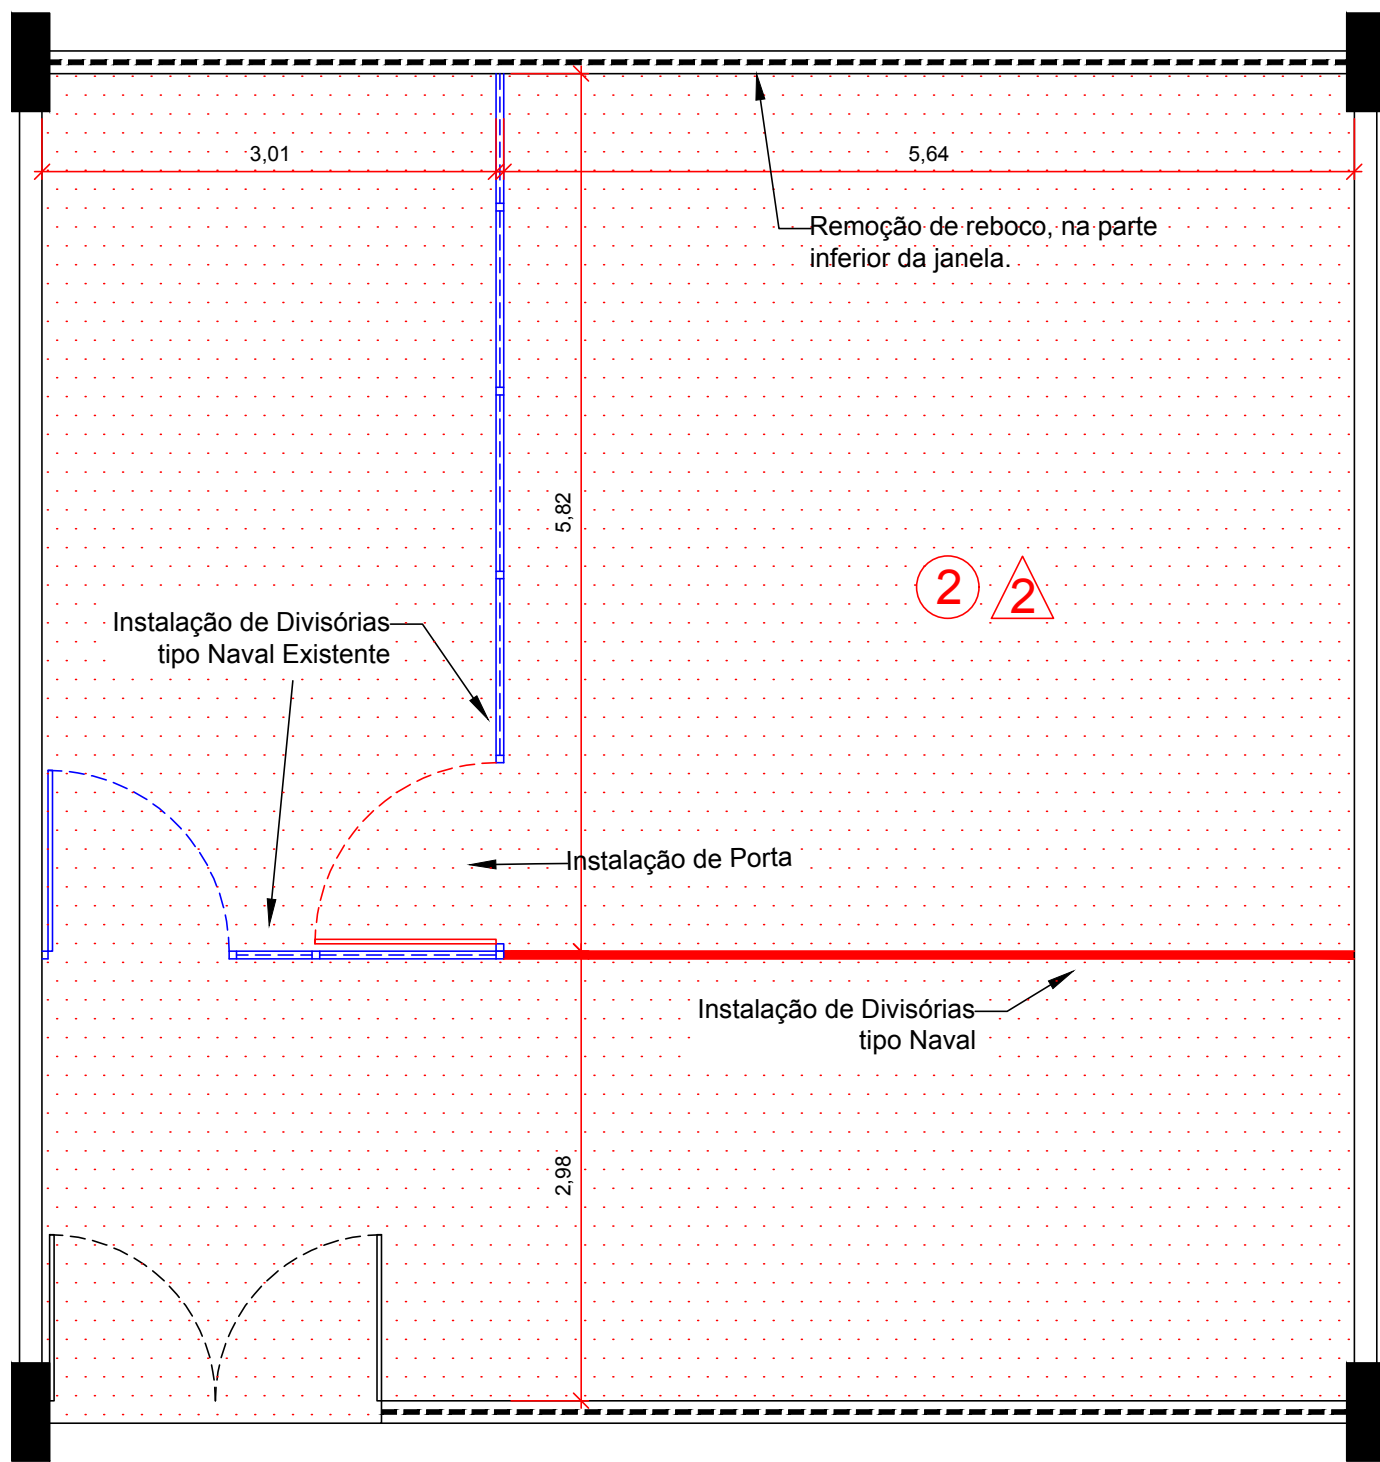 3,01
5,64
Remoção de reboco, na parte
inferior da janela.
5,82
2
2
Instalação de Divisórias
tipo Naval Existente
Instalação de Porta
Instalação de Divisórias
tipo Naval
2,98